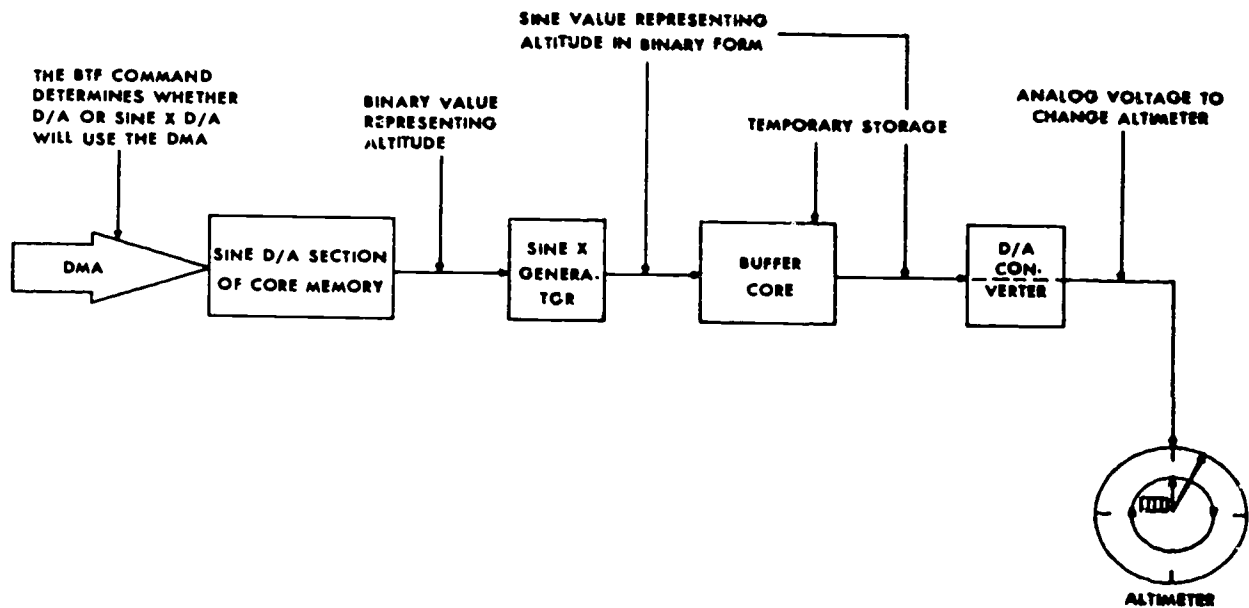 SINE VALUE REPRESENTING
ALTITUDE IN BINARY FORM
THE BTF COMMAND
DETERMINES WHETHER
D/A OR SINE X D/A
WILL USE THE DMA
BINARY VALUE
REPRESENTING
ALTITUDE
TEMPORARY STORAGE
ANALOG VOLTAGE TO
CHANGE ALTIMETER
DMA
SINE D/A SECTION
OF CORE MEMORY
SINE X
GENERA-
TOR
BUFFER
CORE
D/A
CON-
VERTER
ALTIMETER